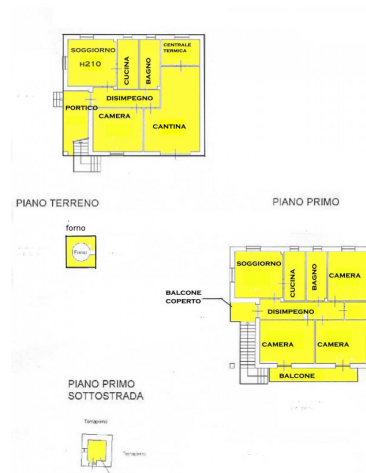 SOGGIORNO
H210
CUCINA
BAGNO
CENTRALE
TERMICA
DISIMPEGNO
PORTICO
CAMERA
CANTINA
PIANO TERRENO
PIANO PRIMO
forno
Forno
SOGGIORNO
CUCINA
BAGNO
CAMERA
BALCONE
COPERTO
DISIMPEGNO
CAMERA
CAMERA
BALCONE
PIANO PRIMO
SOTTOSTRADA
Terrapieno
Terrapieno